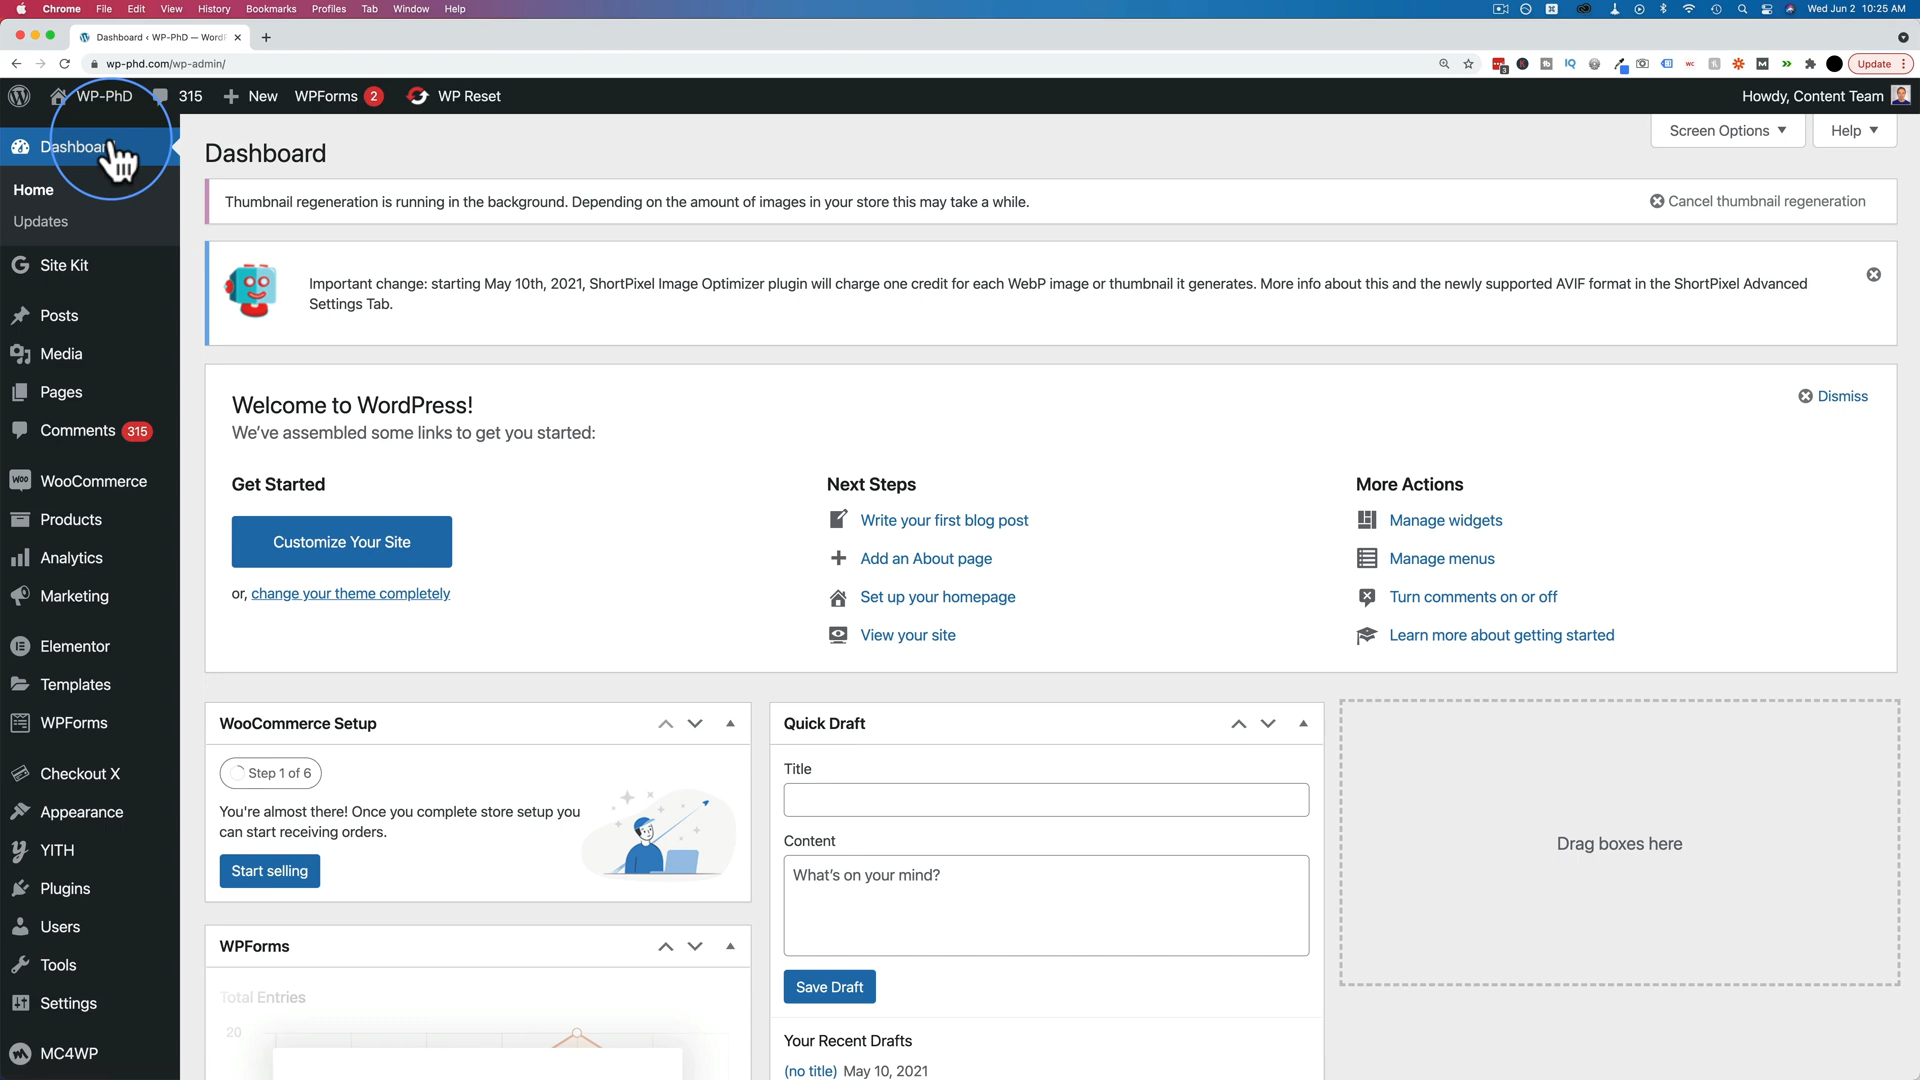 Chrome File Edit View History Bookmarks Profiles Tab Window Help Wed Jun 2 10:25 AM
Dashboard ‹ WP-PhD — WordP
wp-phd.com/wp-admin/ Update
WP-PhD 315 New WPForms 2 WP Reset Howdy, Content Team
Screen Options Help
Dashboard
Home
Updates
Site Kit
Posts
Media
Pages
Comments 315
WooCommerce
Products
Analytics
Marketing
Elementor
Templates
WPForms
Checkout X
Appearance
YITH
Plugins
Users
Tools
Settings
MC4WP
Dashboard
Thumbnail regeneration is running in the background. Depending on the amount of images in your store this may take a while. Cancel thumbnail regeneration
Important change: starting May 10th, 2021, ShortPixel Image Optimizer plugin will charge one credit for each WebP image or thumbnail it generates. More info about this and the newly supported AVIF format in the ShortPixel Advanced
Settings Tab.
Welcome to WordPress! Dismiss
We've assembled some links to get you started:
Get Started
Customize Your Site
or, change your theme completely
Next Steps
Write your first blog post
Add an About page
Set up your homepage
View your site
More Actions
Manage widgets
Manage menus
Turn comments on or off
Learn more about getting started
WooCommerce Setup
Step 1 of 6
You're almost there! Once you complete store setup you
can start receiving orders.
Start selling
WPForms
Total Entries
20
Quick Draft
Title
Content
What's on your mind?
Save Draft
Your Recent Drafts
(no title) May 10, 2021
Drag boxes here